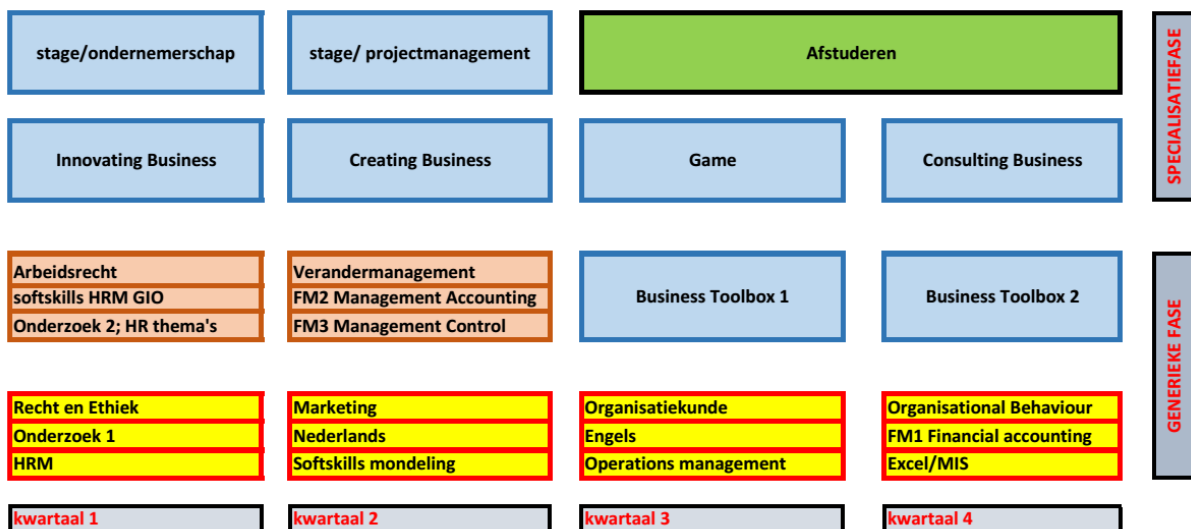 stage/ondernemerschap
stage/ projectmanagement
Afstuderen
SPECIALISATIEFASE
Innovating Business
Creating Business
Game
Consulting Business
Arbeidsrecht
softskills HRM GIO
Onderzoek 2; HR thema's
Verandermanagement
FM2 Management Accounting
FM3 Management Control
Business Toolbox 1
Business Toolbox 2
GENERIEKE FASE
Recht en Ethiek
Onderzoek 1
HRM
Marketing
Nederlands
Softskills mondeling
Organisatiekunde
Engels
Operations management
Organisational Behaviour
FM1 Financial accounting
Excel/MIS
kwartaal 1
kwartaal 2
kwartaal 3
kwartaal 4